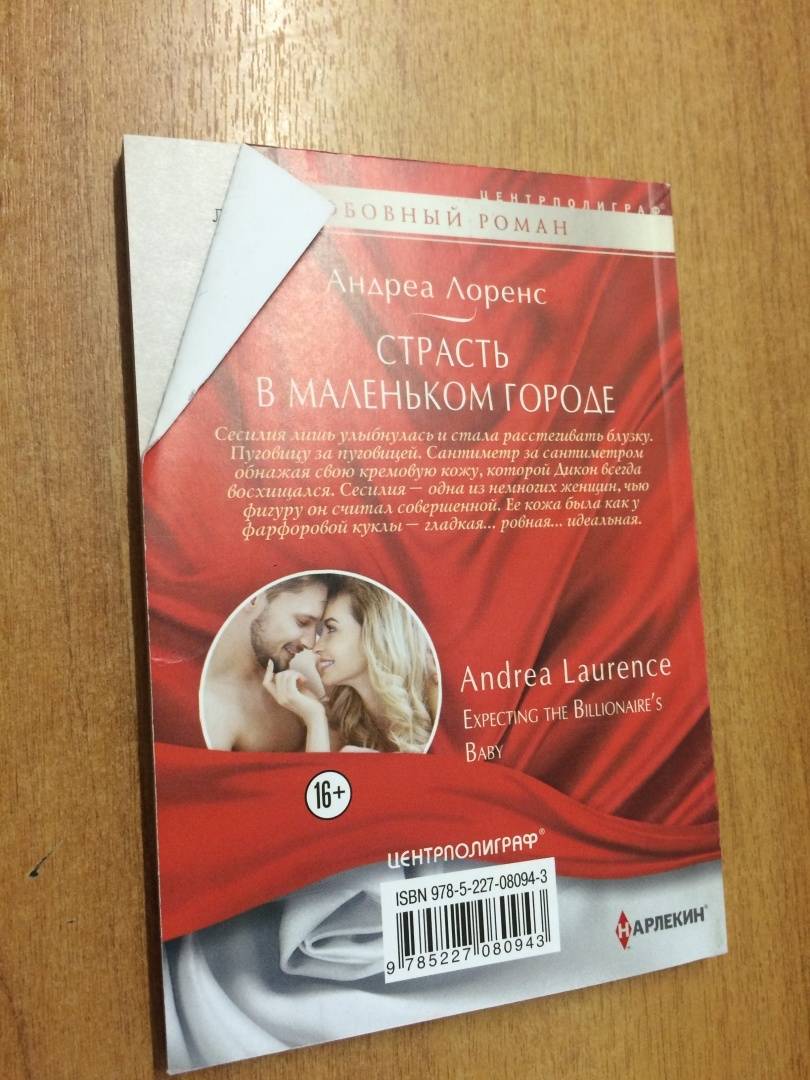 ЦЕНТРПОЛИГРАФ®
ОБОВНЫЙ РОМАН
Андреа Лоренс
СТРАСТЬ
В МАЛЕНЬКОМ ГОРОДЕ
Сесилия лишь улыбнулась и стала расстегивать блузку.
Пуговицу за пуговицей. Сантиметр за сантиметром
обнажая свою кремовую кожу, которой Дикон всегда
восхищался. Сесилия — одна из немногих женщин, чью
фигуру он считал совершенной. Ее кожа была как у
фарфоровой куклы — гладкая... ровная... идеальная.
Andrea Laurence
EXPECTING THE BILLIONAIRE'S
BABY
16+
ЦЕНТРПОЛИГРАФ®
ISBN 978-5-227-08094-3
9 785227 080943
НАРЛЕКИН®